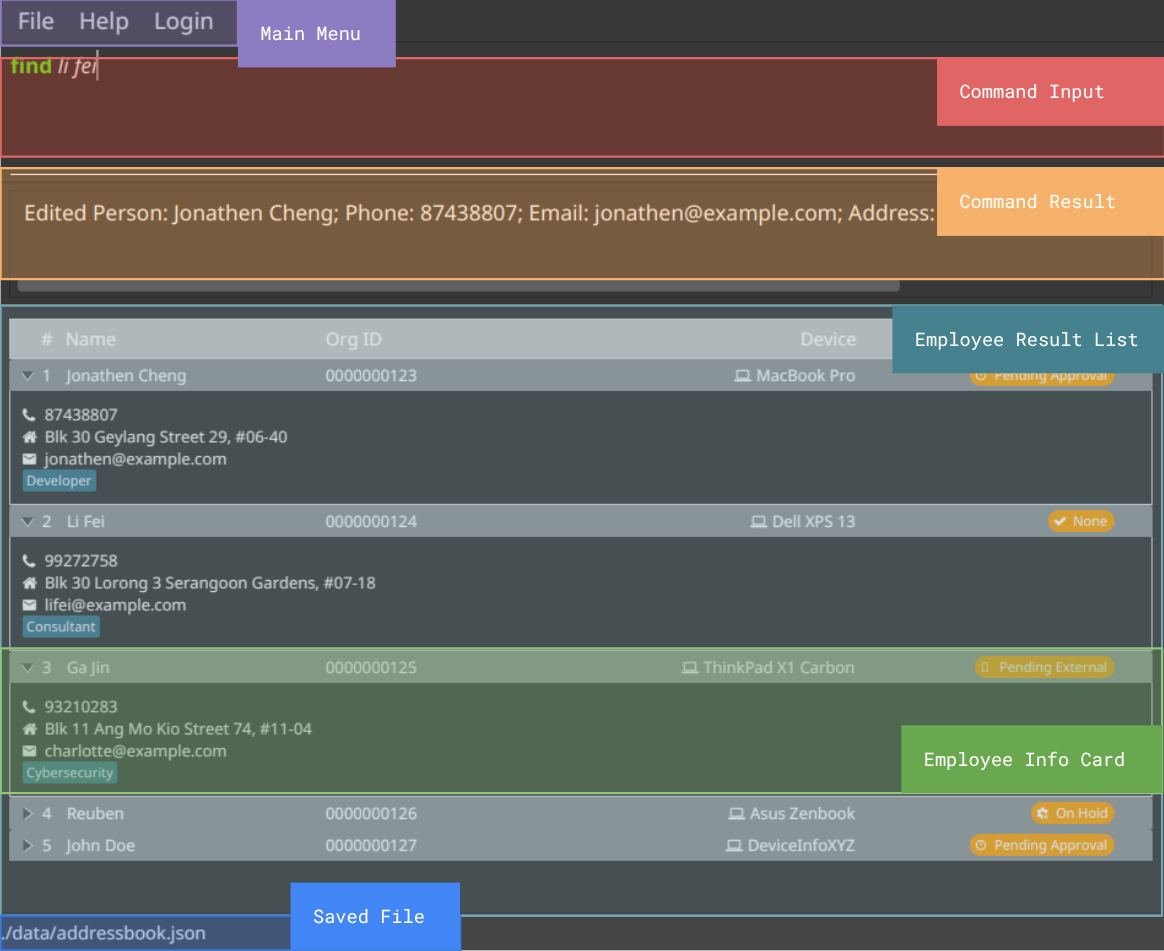 File Help Login
Main Menu
find li fei
Command Input
Command Result
Edited Person: Jonathen Cheng; Phone: 87438807; Email: jonathen@example.com; Address:
Employee Result List
# Name Org ID Device
1 Jonathen Cheng 0000000123 MacBook Pro Pending Approval
87438807
Blk 30 Geylang Street 29, #06-40
jonathen@example.com
Developer
2 Li Fei 0000000124 Dell XPS 13 None
99272758
Blk 30 Lorong 3 Serangoon Gardens, #07-18
lifei@example.com
Consultant
3 Ga Jin 0000000125 ThinkPad X1 Carbon Pending External
93210283
Blk 11 Ang Mo Kio Street 74, #11-04
charlotte@example.com
Employee Info Card
Cybersecurity
4 Reuben 0000000126 Asus Zenbook On Hold
5 John Doe 0000000127 DeviceInfoXYZ Pending Approval
Saved File
./data/addressbook.json